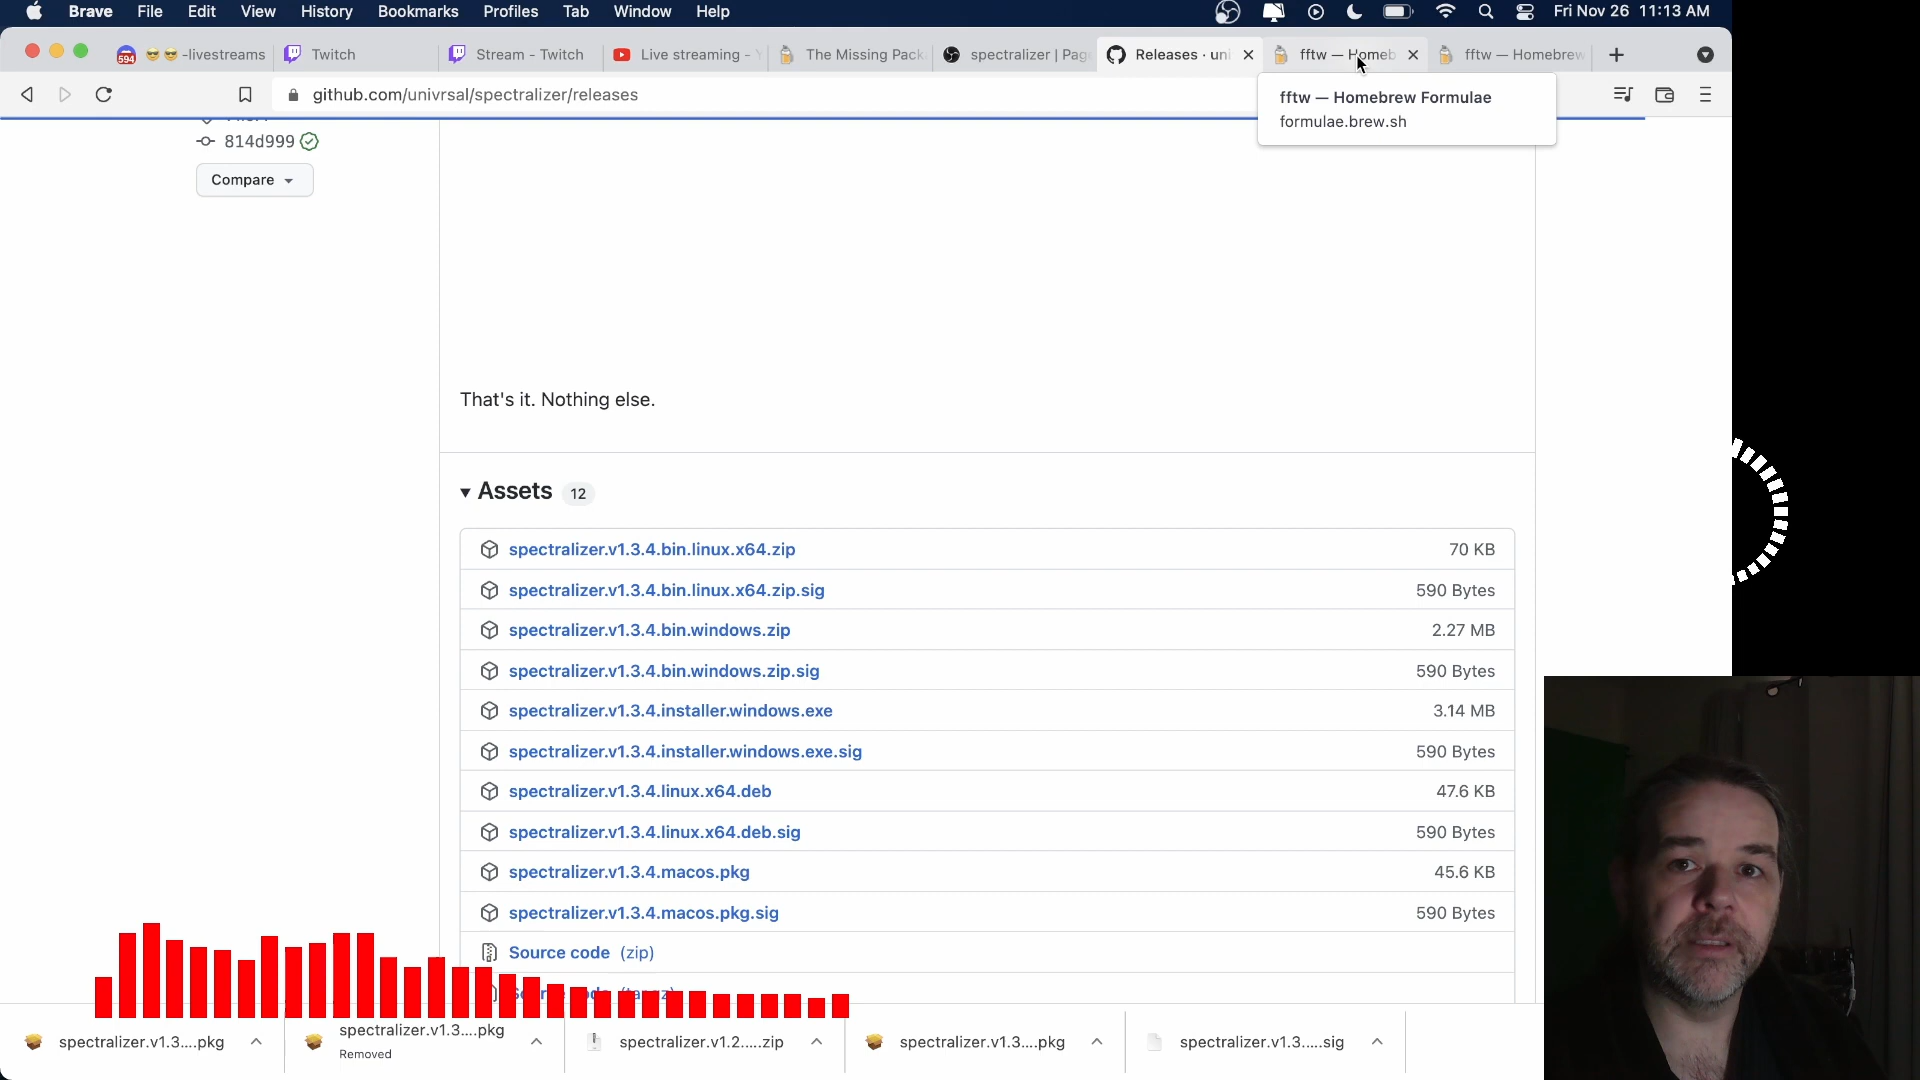 Brave File Edit View History Bookmarks Profiles Tab Window Help Fri Nov 26 11:13 AM
594 😎 😎 -livestreams Twitch Stream - Twitch Live streaming - The Missing Pack spectralizer | Pag Releases · uni fftw — Homeb fftw — Homebrew
github.com/univrsal/spectralizer/releases
fftw — Homebrew Formulae
formulae.brew.sh
814d999
Compare
That's it. Nothing else.
Assets 12
spectralizer.v1.3.4.bin.linux.x64.zip 70 KB
spectralizer.v1.3.4.bin.linux.x64.zip.sig 590 Bytes
spectralizer.v1.3.4.bin.windows.zip 2.27 MB
spectralizer.v1.3.4.bin.windows.zip.sig 590 Bytes
spectralizer.v1.3.4.installer.windows.exe 3.14 MB
spectralizer.v1.3.4.installer.windows.exe.sig 590 Bytes
spectralizer.v1.3.4.linux.x64.deb 47.6 KB
spectralizer.v1.3.4.linux.x64.deb.sig 590 Bytes
spectralizer.v1.3.4.macos.pkg 45.6 KB
spectralizer.v1.3.4.macos.pkg.sig 590 Bytes
Source code (zip)
spectralizer.v1.3....pkg spectralizer.v1.3....pkg spectralizer.v1.2.....zip spectralizer.v1.3....pkg spectralizer.v1.3.....sig
Removed